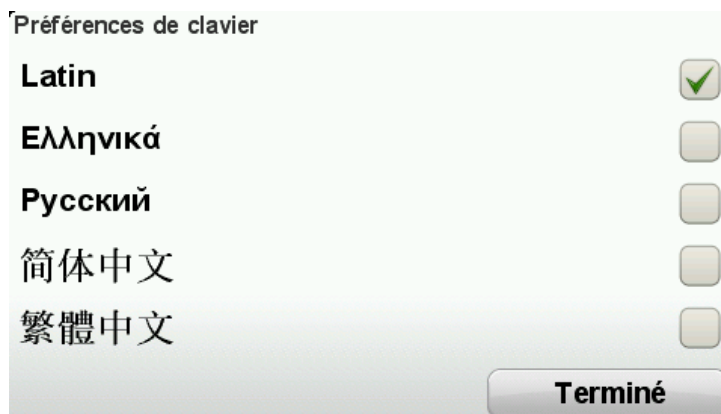 Préférences de clavier
Latin
Ελληνικά
Русский
简体中文
繁體中文
Terminé